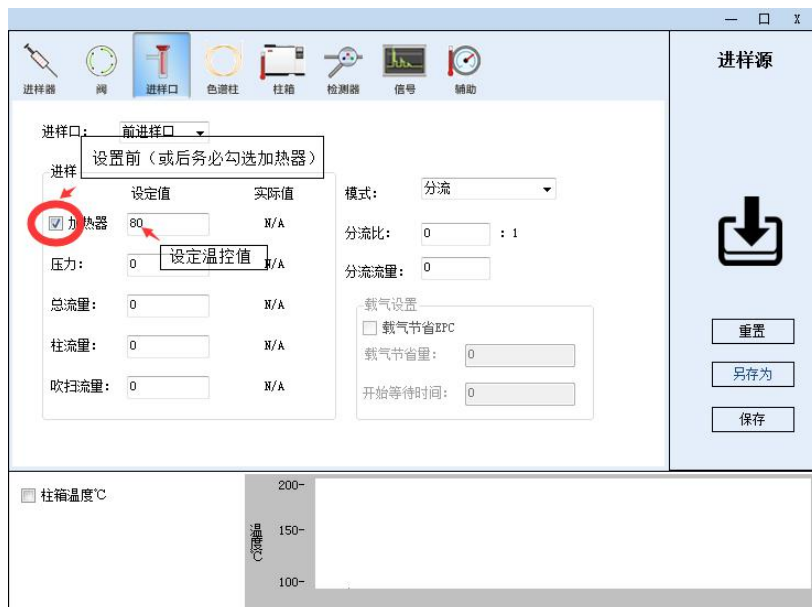 — 口 X
进样器 阀 进样口 色谱柱 柱箱 检测器 信号 辅助
进样源
进样口： 前进样口
设置前（或后务必勾选加热器）
进样
设定值 实际值
模式： 分流
加热器 80 N/A
分流比： 0 : 1
设定温控值
压力： 0 N/A
分流流量： 0
总流量： 0 N/A
载气设置
载气节省EPC
柱流量： 0 N/A
载气节省量： 0
吹扫流量： 0 N/A
开始等待时间： 0
重置
另存为
保存
柱箱温度℃
200-
150-
100-
温度℃